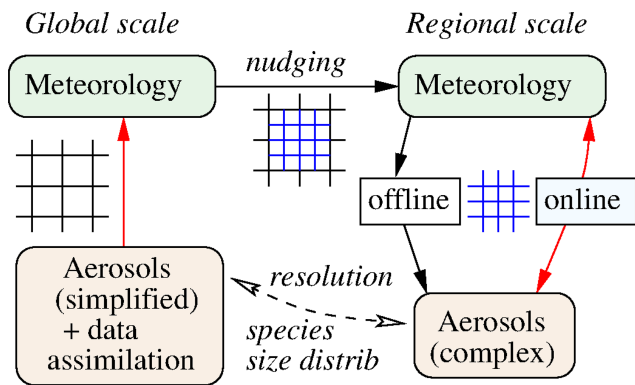 Global scale
Regional scale
Meteorology
nudging
Meteorology
offline
online
Aerosols
(simplified)
+ data
assimilation
resolution
species
size distrib
Aerosols
(complex)